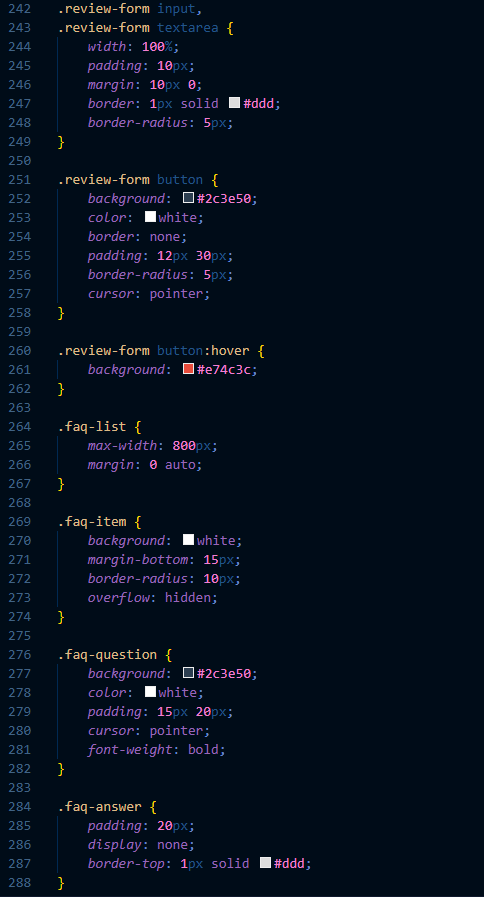 242 .review-form input,
243 .review-form textarea {
244     width: 100%;
245     padding: 10px;
246     margin: 10px 0;
247     border: 1px solid #ddd;
248     border-radius: 5px;
249 }
250
251 .review-form button {
252     background: #2c3e50;
253     color: white;
254     border: none;
255     padding: 12px 30px;
256     border-radius: 5px;
257     cursor: pointer;
258 }
259
260 .review-form button:hover {
261     background: #e74c3c;
262 }
263
264 .faq-list {
265     max-width: 800px;
266     margin: 0 auto;
267 }
268
269 .faq-item {
270     background: white;
271     margin-bottom: 15px;
272     border-radius: 10px;
273     overflow: hidden;
274 }
275
276 .faq-question {
277     background: #2c3e50;
278     color: white;
279     padding: 15px 20px;
280     cursor: pointer;
281     font-weight: bold;
282 }
283
284 .faq-answer {
285     padding: 20px;
286     display: none;
287     border-top: 1px solid #ddd;
288 }